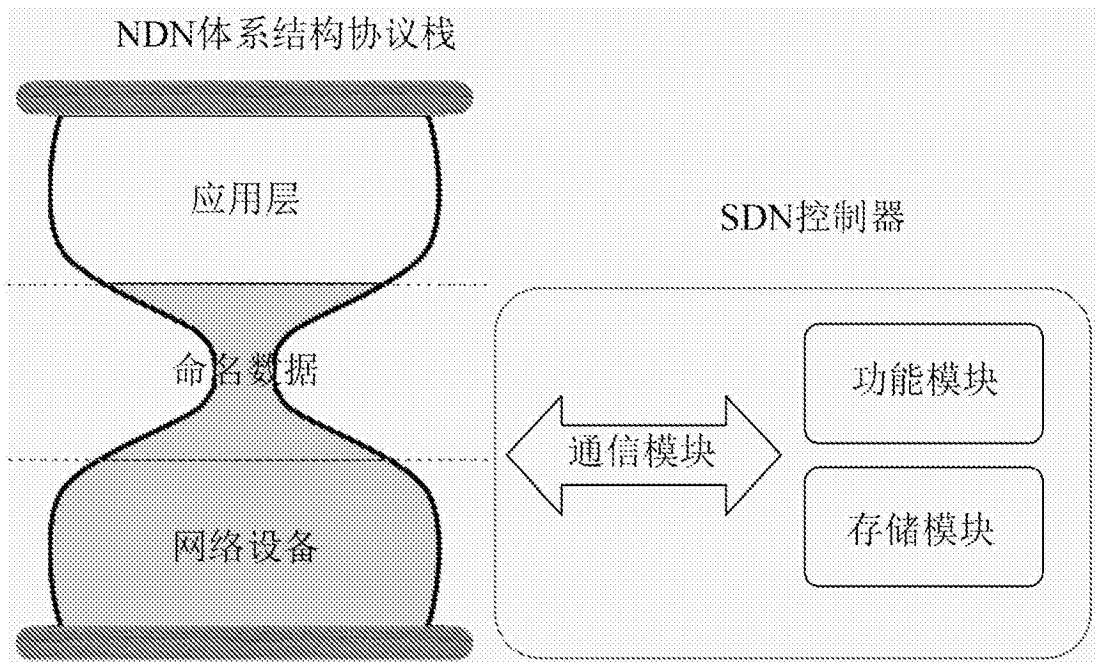 NDN体系结构协议栈
应用层
SDN控制器
命名数据
功能模块
通信模块
存储模块
网络设备